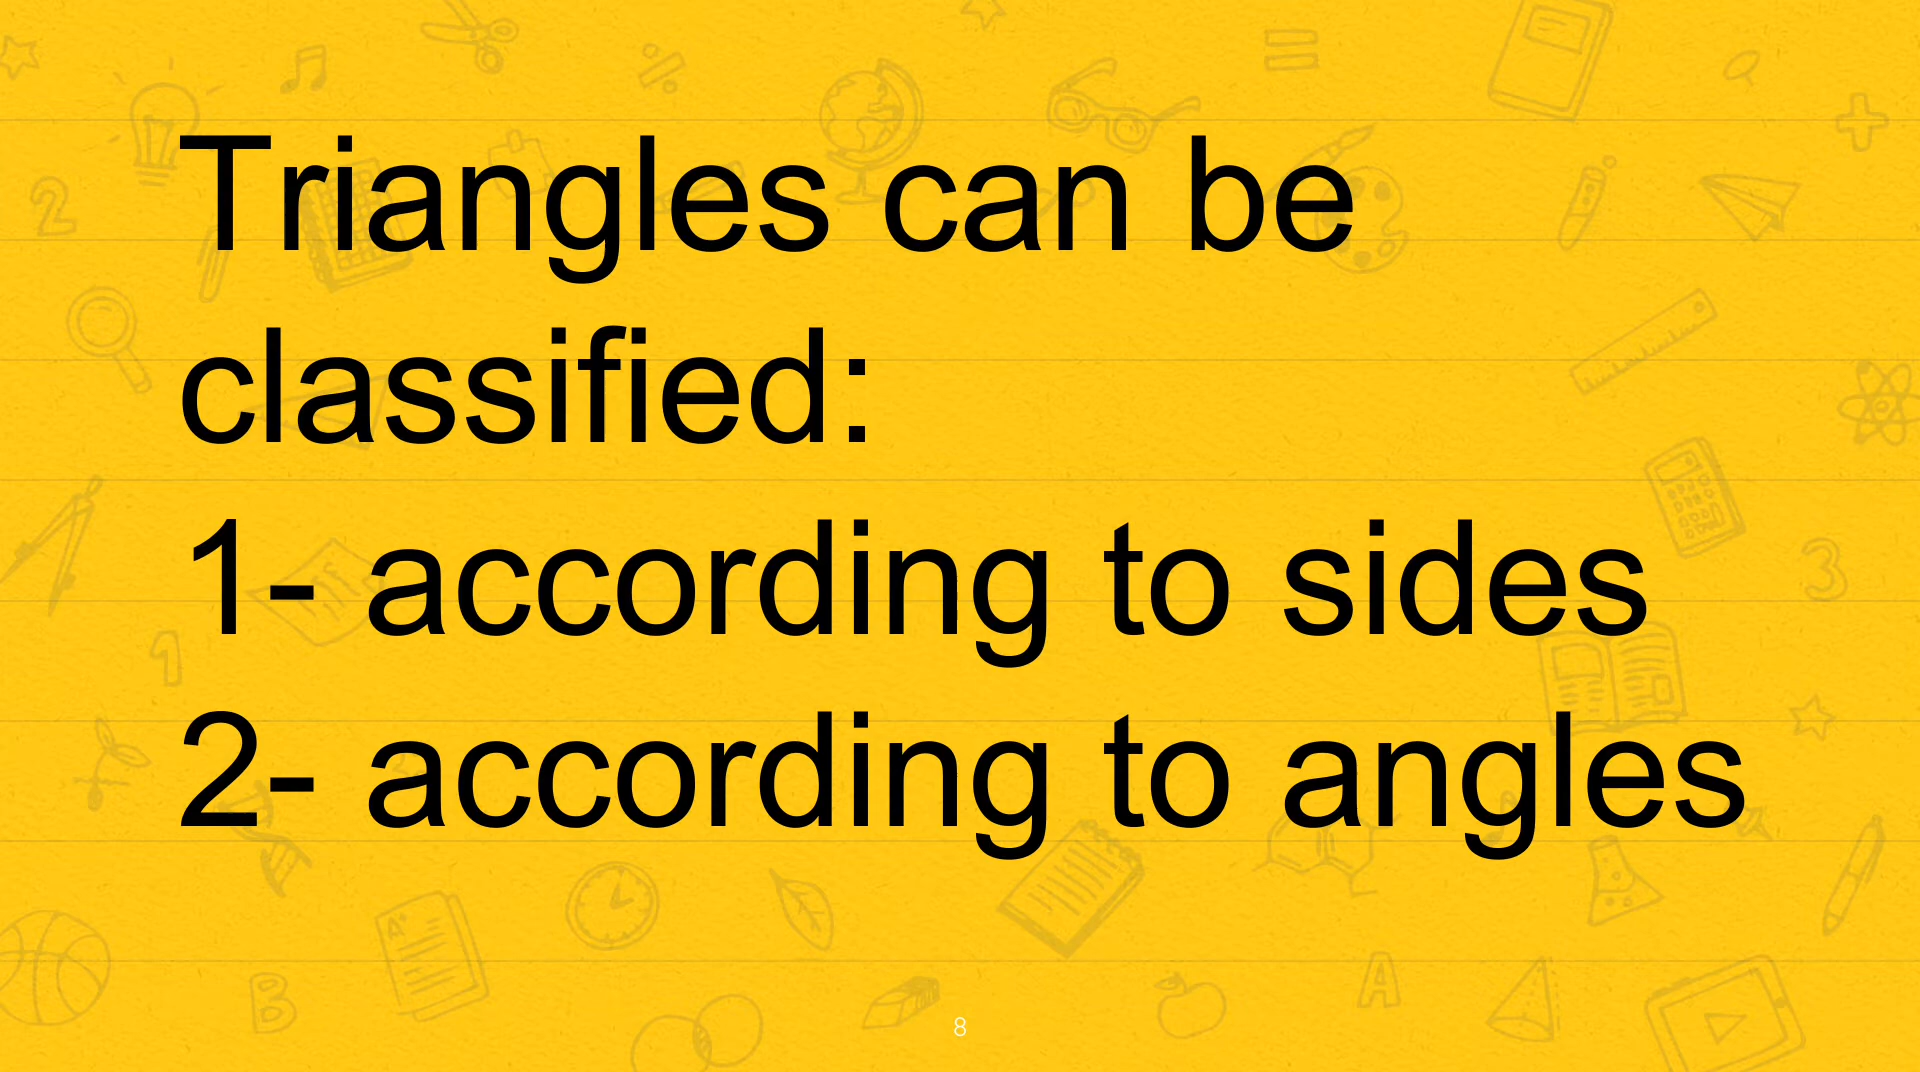 Triangles can be
classified:
1- according to sides
2- according to angles
8